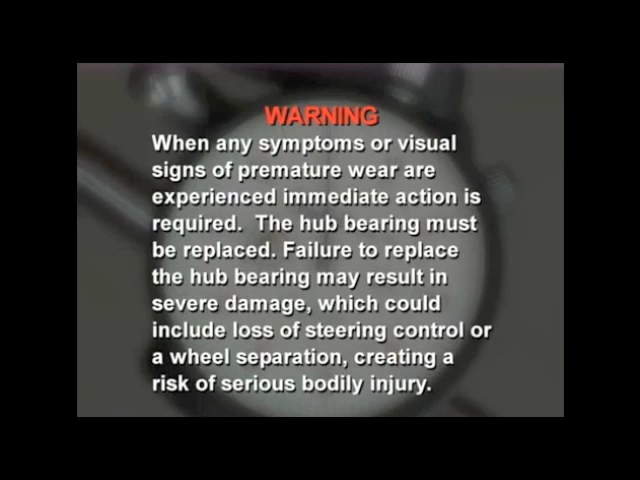 WARNING
When any symptoms or visual
signs of premature wear are
experienced immediate action is
required.  The hub bearing must
be replaced. Failure to replace
the hub bearing may result in
severe damage, which could
include loss of steering control or
a wheel separation, creating a
risk of serious bodily injury.